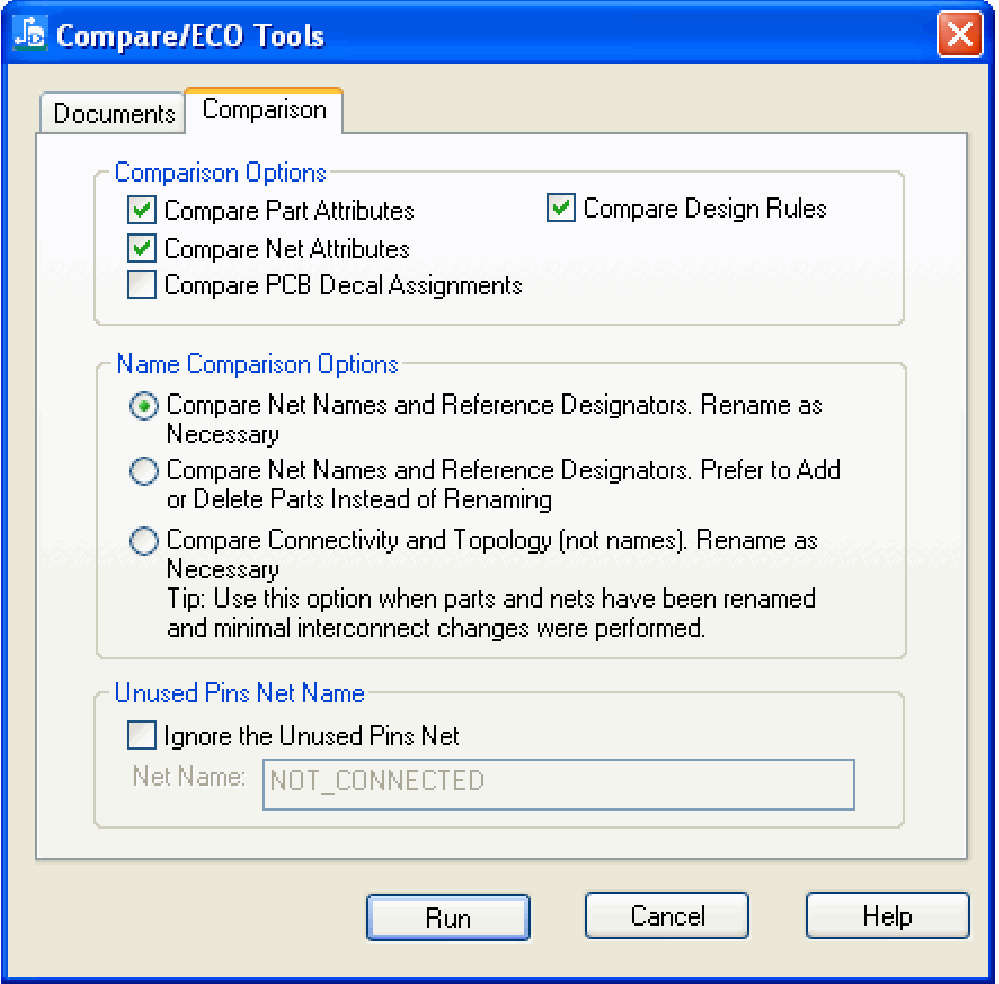 Compare/ECO Tools
Documents
Comparison
Comparison Options
Compare Part Attributes
Compare Design Rules
Compare Net Attributes
Compare PCB Decal Assignments
Name Comparison Options
Compare Net Names and Reference Designators. Rename as
Necessary
Compare Net Names and Reference Designators. Prefer to Add
or Delete Parts Instead of Renaming
Compare Connectivity and Topology (not names). Rename as
Necessary
Tip: Use this option when parts and nets have been renamed
and minimal interconnect changes were performed.
Unused Pins Net Name
Ignore the Unused Pins Net
Net Name: NOT_CONNECTED
Run
Cancel
Help